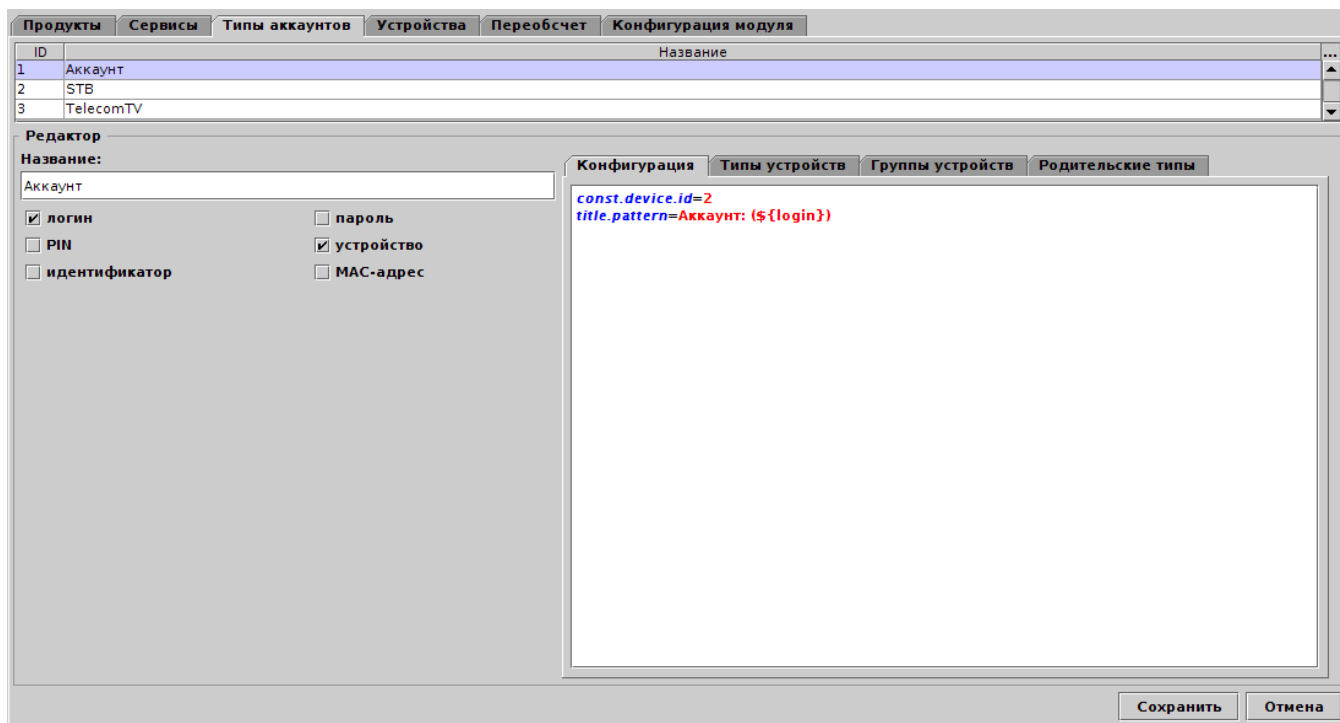 Продукты Сервисы Типы аккаунтов Устройства Переобсчет Конфигурация модуля
ID Название ...
1 Аккаунт
2 STB
3 TelecomTV
Редактор
Название:
Аккаунт
логин пароль
PIN устройство
идентификатор MAC-адрес
Конфигурация Типы устройств Группы устройств Родительские типы
const.device.id=2
title.pattern=Аккаунт: (${login})
Сохранить Отмена